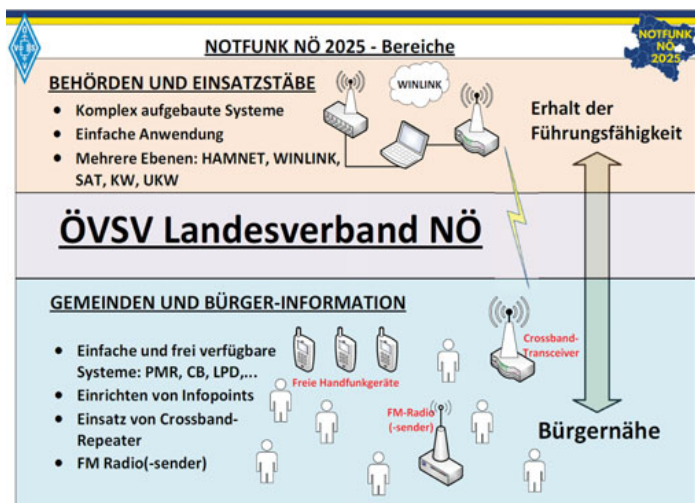 NOTFUNK NÖ 2025 - Bereiche
NOTFUNK
NÖ
2025
BEHÖRDEN UND EINSATZSTÄBE
● Komplex aufgebaute Systeme
● Einfache Anwendung
● Mehrere Ebenen: HAMNET, WINLINK,
SAT, KW, UKW
WINLINK
Erhalt der
Führungsfähigkeit
ÖVSV Landesverband NÖ
GEMEINDEN UND BÜRGER-INFORMATION
● Einfache und frei verfügbare
Systeme: PMR, CB, LPD,...
● Einrichten von Infopoints
● Einsatz von Crossband-
Repeater
● FM Radio(-sender)
Freie Handfunkgeräte
Crossband-
Transceiver
FM-Radio
(-sender)
Bürgernähe